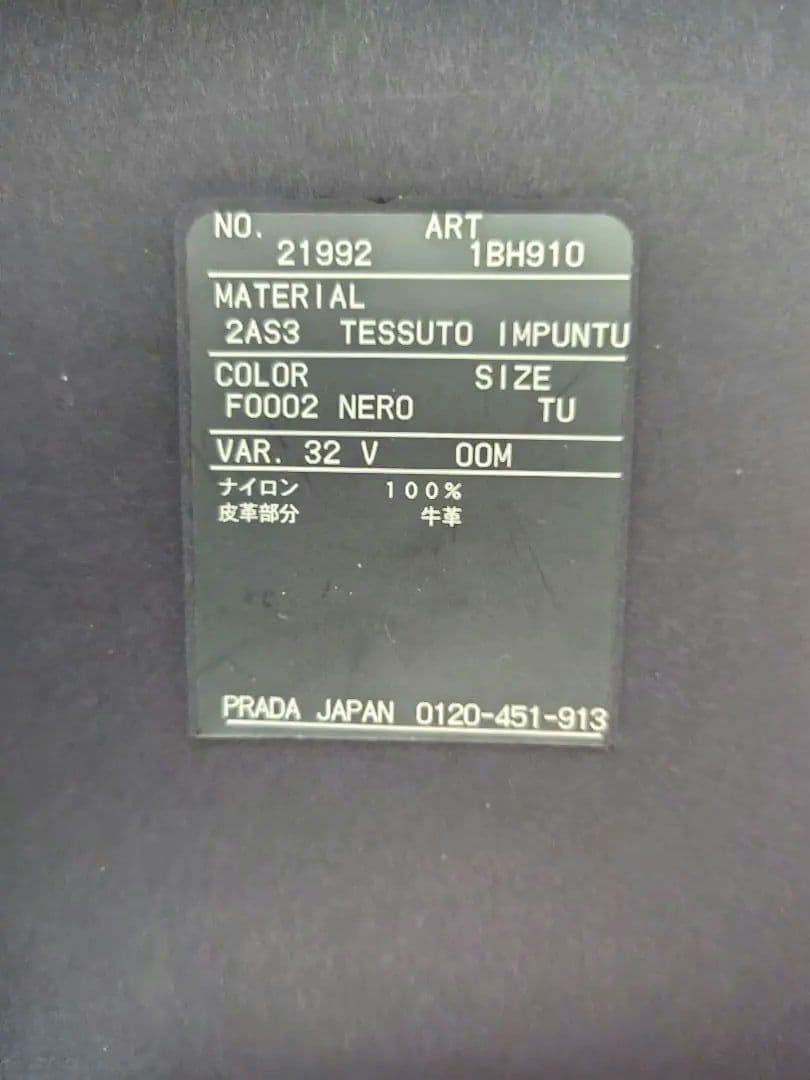 NO. ART
21992 1BH910
MATERIAL
2AS3 TESSUTO IMPUNTU
COLOR SIZE
F0002 NERO TU
VAR. 32 V OOM
ナイロン 100%
皮革部分 牛革
PRADA JAPAN 0120-451-913